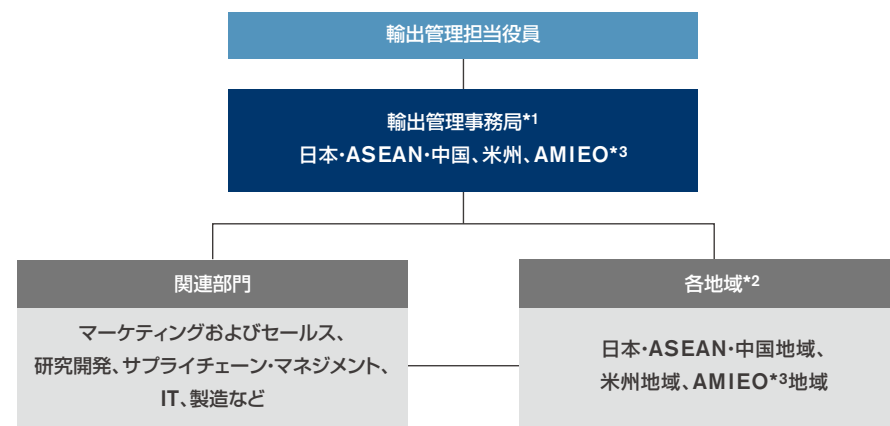 輸出管理担当役員
輸出管理事務局*1
日本・ASEAN・中国、米州、AMIEO*3
関連部門
マーケティングおよびセールス、
研究開発、サプライチェーン・マネジメント、
IT、製造など
各地域*2
日本・ASEAN・中国地域、
米州地域、AMIEO*3地域